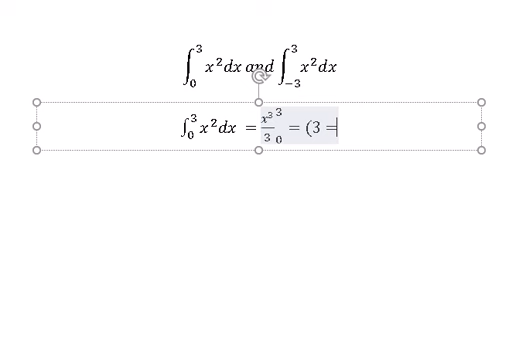 ∫₀³ x²dx and ∫₋₃³ x²dx
∫₀³ x²dx = x³/3 ₀³ = (3 =